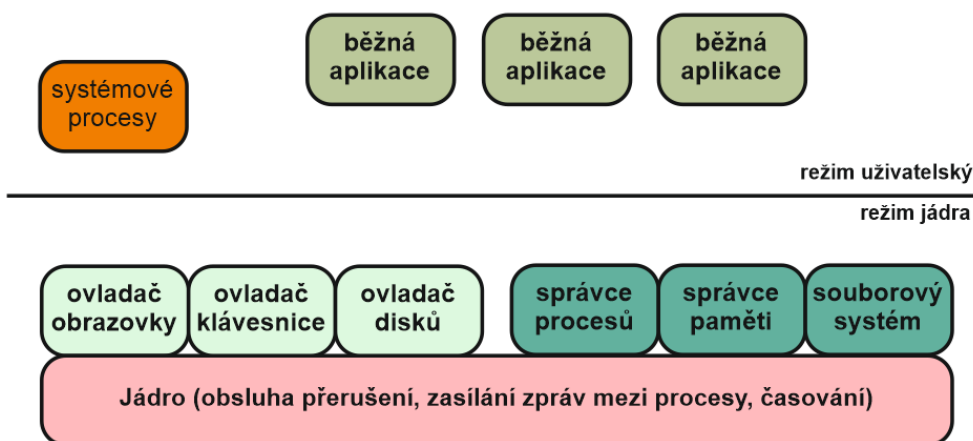 běžná
aplikace
běžná
aplikace
běžná
aplikace
systémové
procesy
režim uživatelský
režim jádra
ovladač
obrazovky
ovladač
klávesnice
ovladač
disků
správce
procesů
správce
paměti
souborový
systém
Jádro (obsluha přerušení, zasílání zpráv mezi procesy, časování)